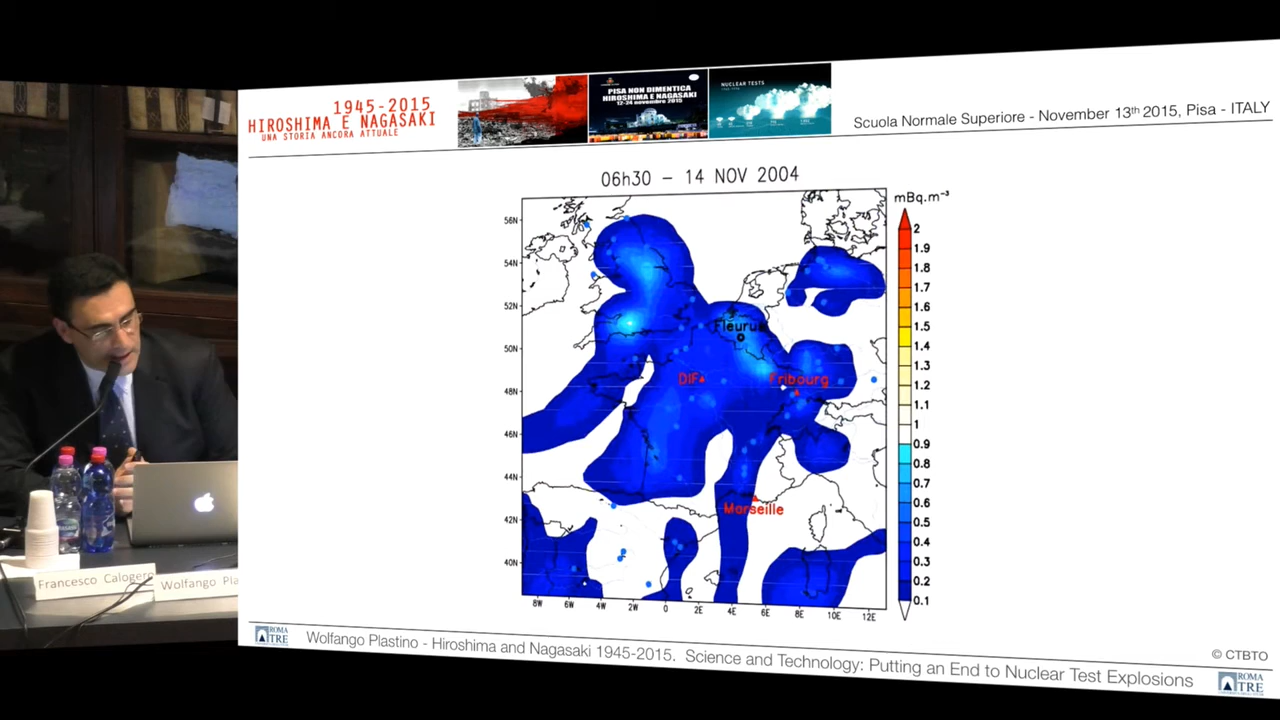 1945-2015
HIROSHIMA E NAGASAKI
UNA STORIA ANCORA ATTUALE
PISA NON DIMENTICA
HIROSHIMA E NAGASAKI
12-24 novembre 2015
NUCLEAR TESTS
Scuola Normale Superiore - November 13th 2015, Pisa - ITALY
06h30 - 14 NOV 2004
mBq.m⁻³
56N
54N
52N
50N
48N
46N
44N
42N
40N
8W 6W 4W 2W 0 2E 4E 6E 8E 10E 12E
Fleurus
DIF
Fribourg
Marseille
2
1.9
1.8
1.7
1.6
1.5
1.4
1.3
1.2
1.1
1
0.9
0.8
0.7
0.6
0.5
0.4
0.3
0.2
0.1
Francesco Calogero
Wolfango Pla
© CTBTO
ROMA
TRE
Wolfango Plastino - Hiroshima and Nagasaki 1945-2015. Science and Technology: Putting an End to Nuclear Test Explosions
ROMA
TRE